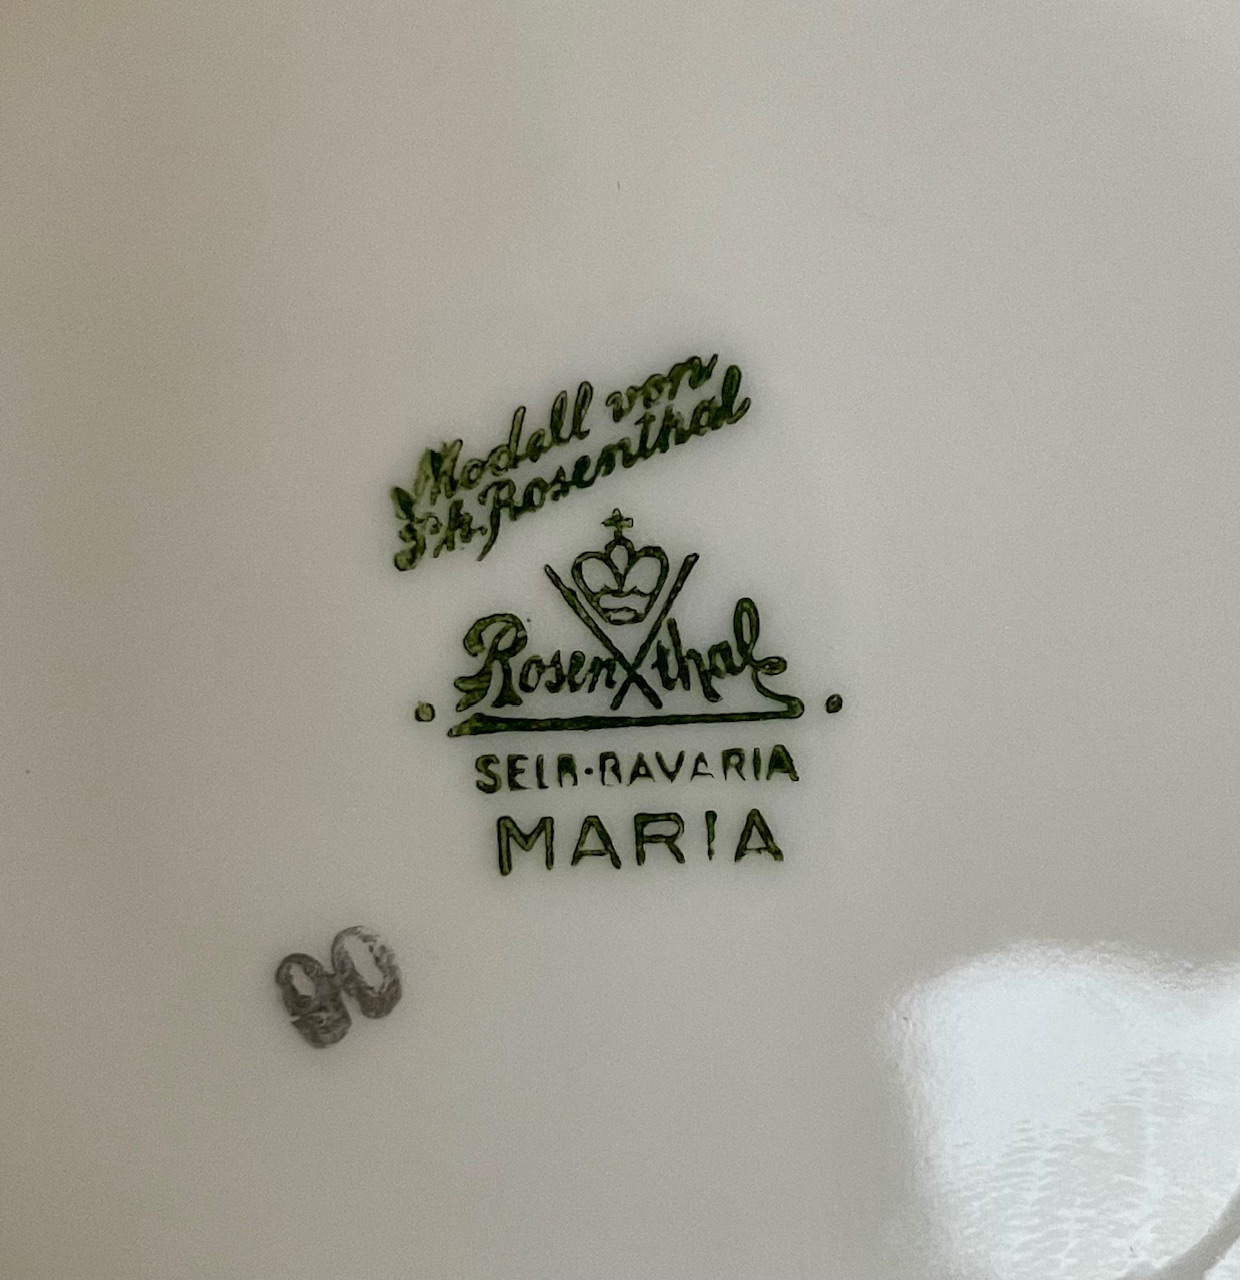 Modell von
Ph. Rosenthal
Rosenthal
SELB·BAVARIA
MARIA